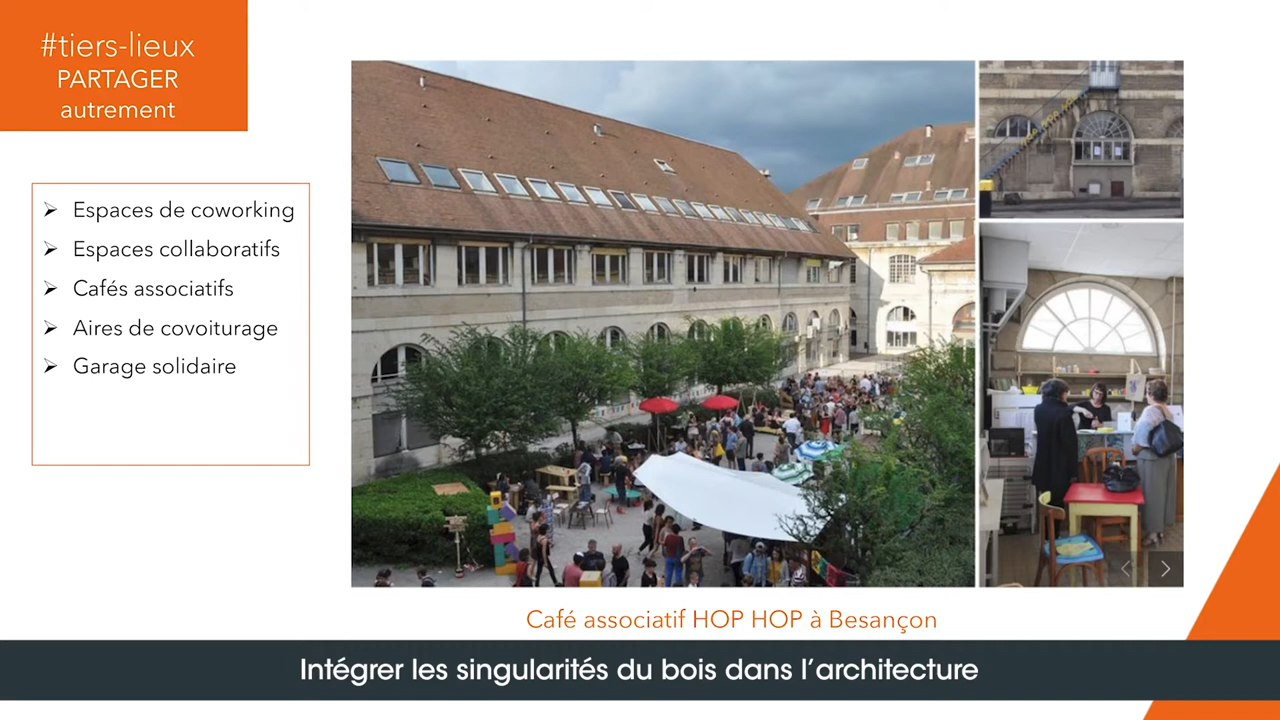 #tiers-lieux
PARTAGER
autrement
Espaces de coworking
Espaces collaboratifs
Cafés associatifs
Aires de covoiturage
Garage solidaire
Café associatif HOP HOP à Besançon
Intégrer les singularités du bois dans l’architecture